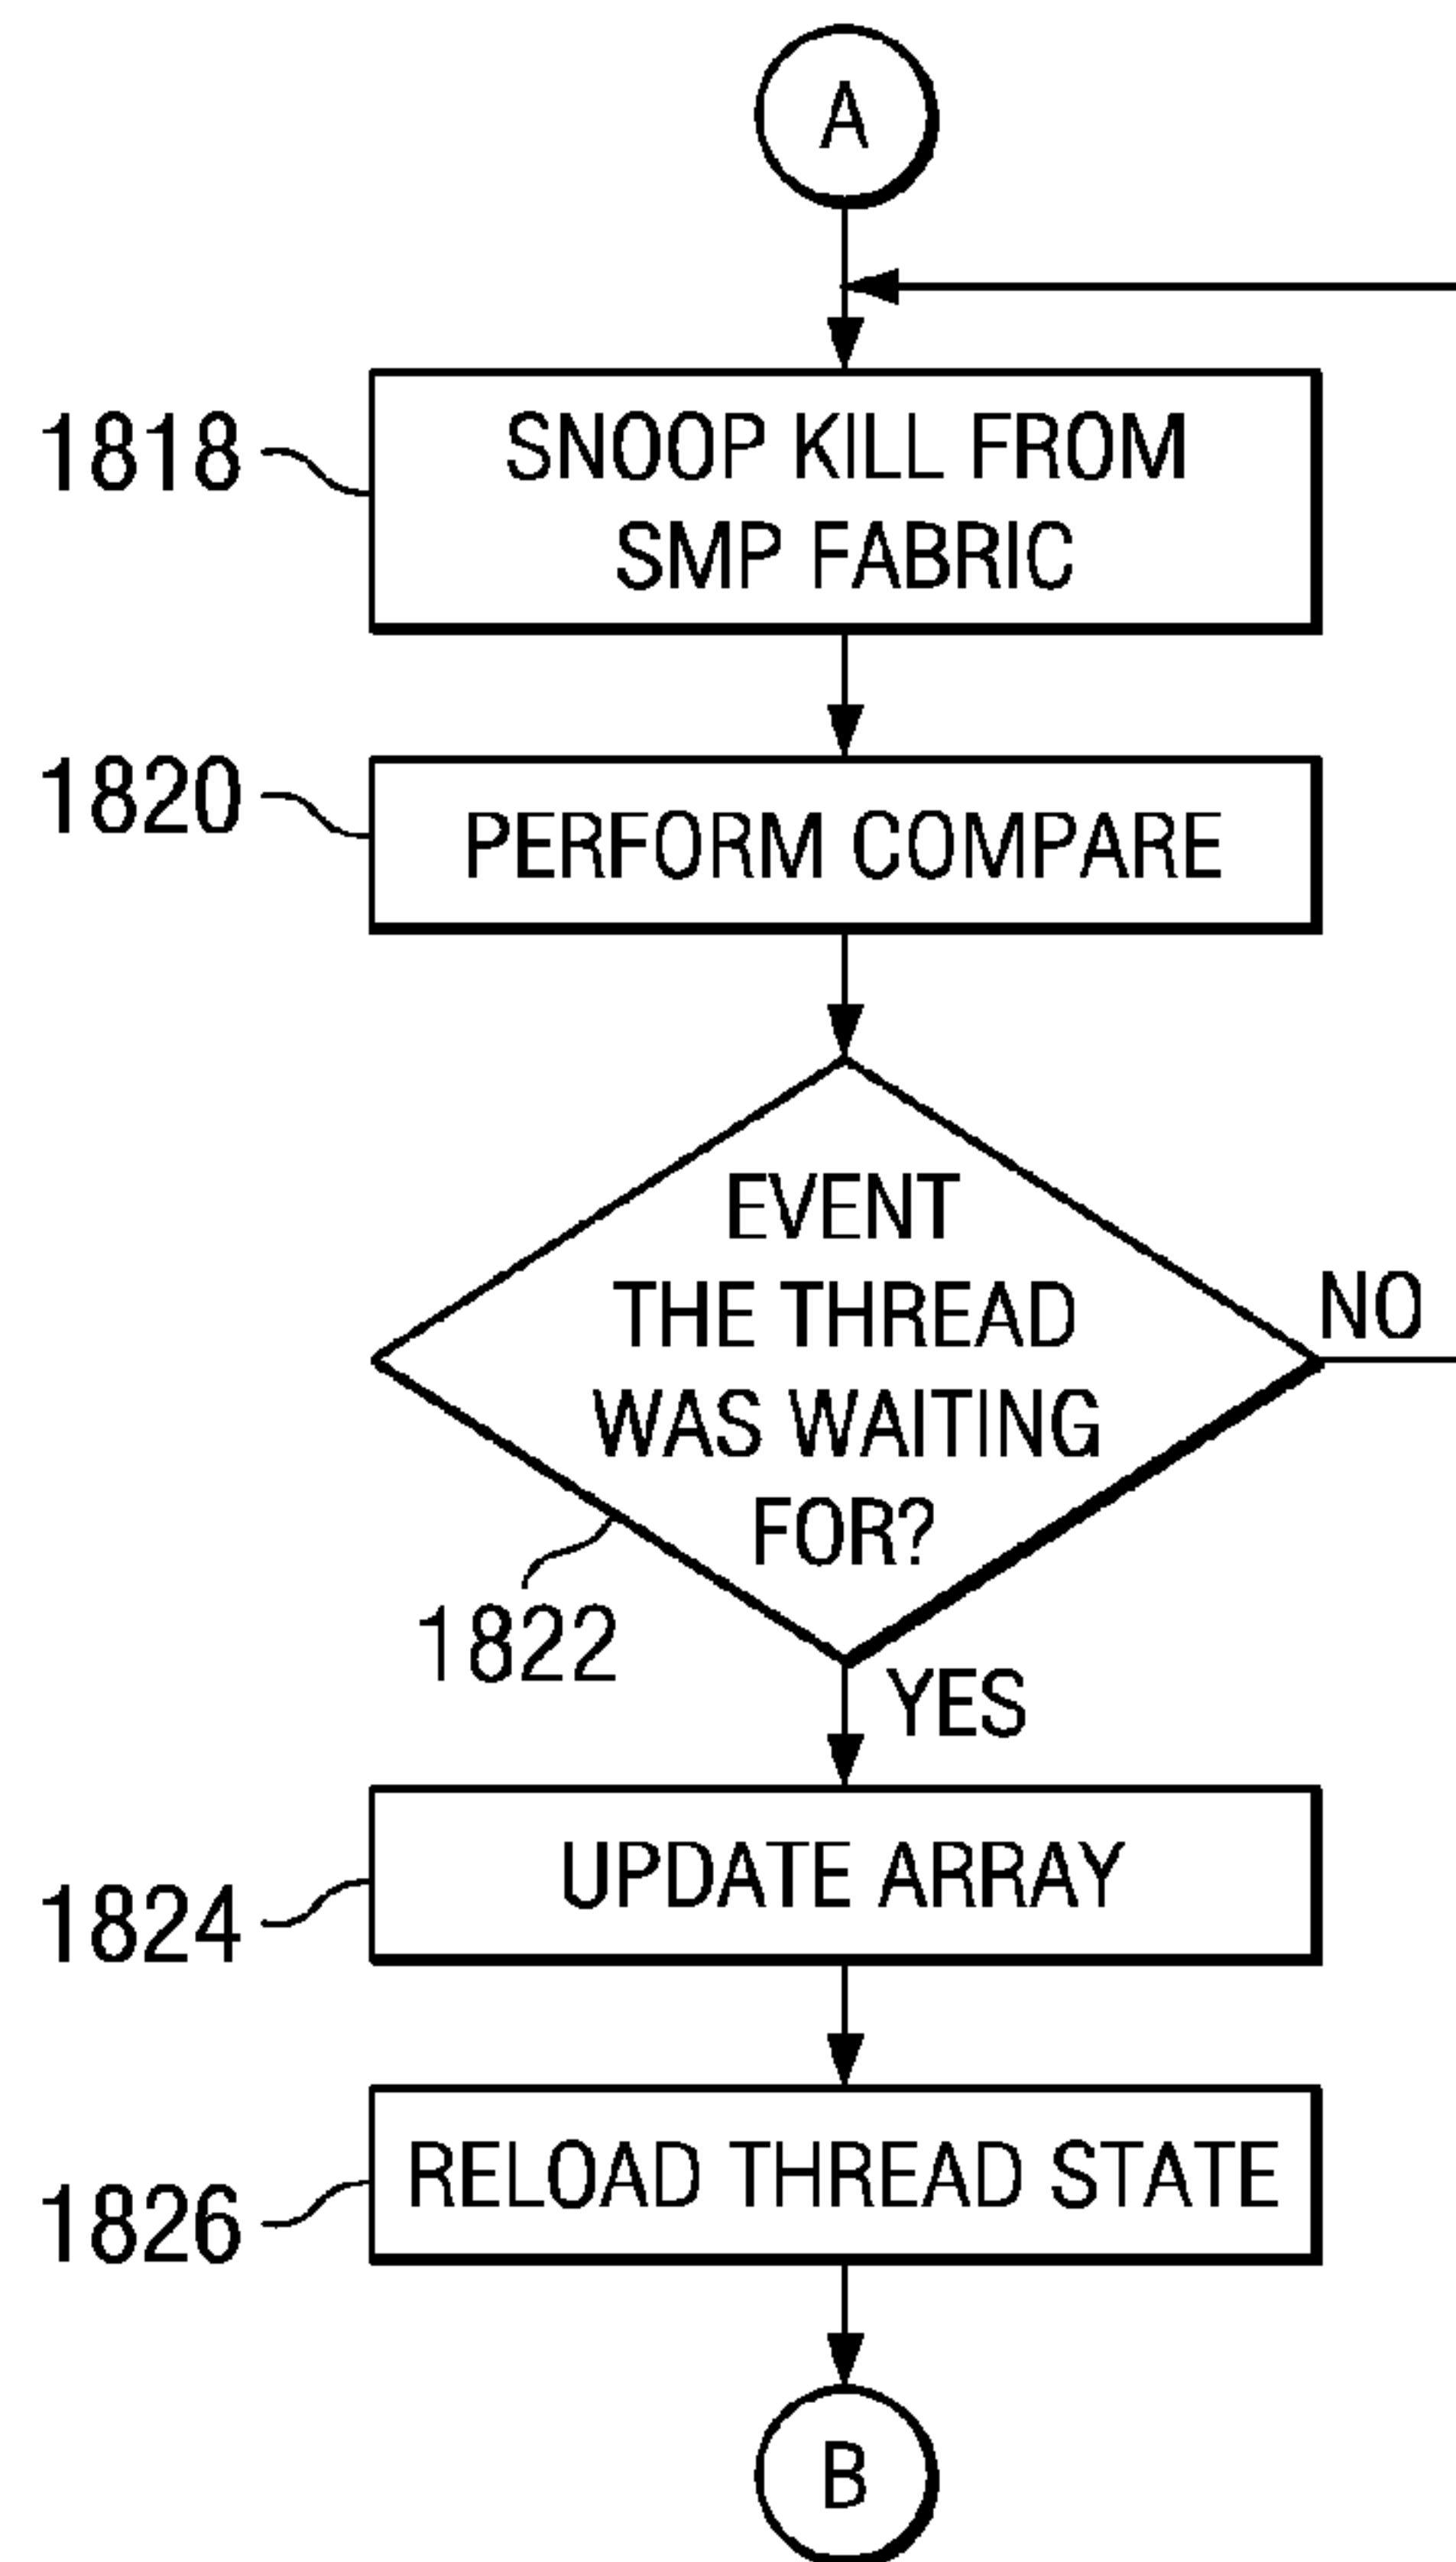 A
1818
SNOOP KILL FROM
SMP FABRIC
1820
PERFORM COMPARE
EVENT
THE THREAD
WAS WAITING
FOR?
NO
1822
YES
UPDATE ARRAY
1824
RELOAD THREAD STATE
1826
B